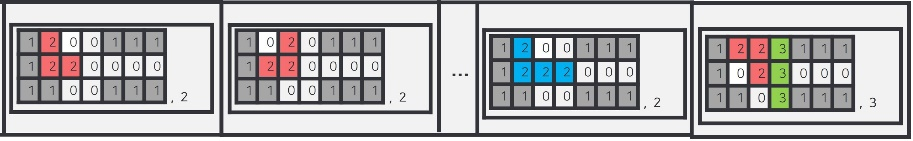 1 2 0 0 1 1 1
1 2 2 0 0 0 0
1 1 0 0 1 1 1 , 2
1 0 2 0 1 1 1
1 2 2 0 0 0 0
1 1 0 0 1 1 1 , 2
...
1 2 0 0 1 1 1
1 2 2 2 0 0 0
1 1 0 0 1 1 1 , 2
1 2 2 3 1 1 1
1 0 2 3 0 0 0
1 1 0 3 1 1 1 , 3